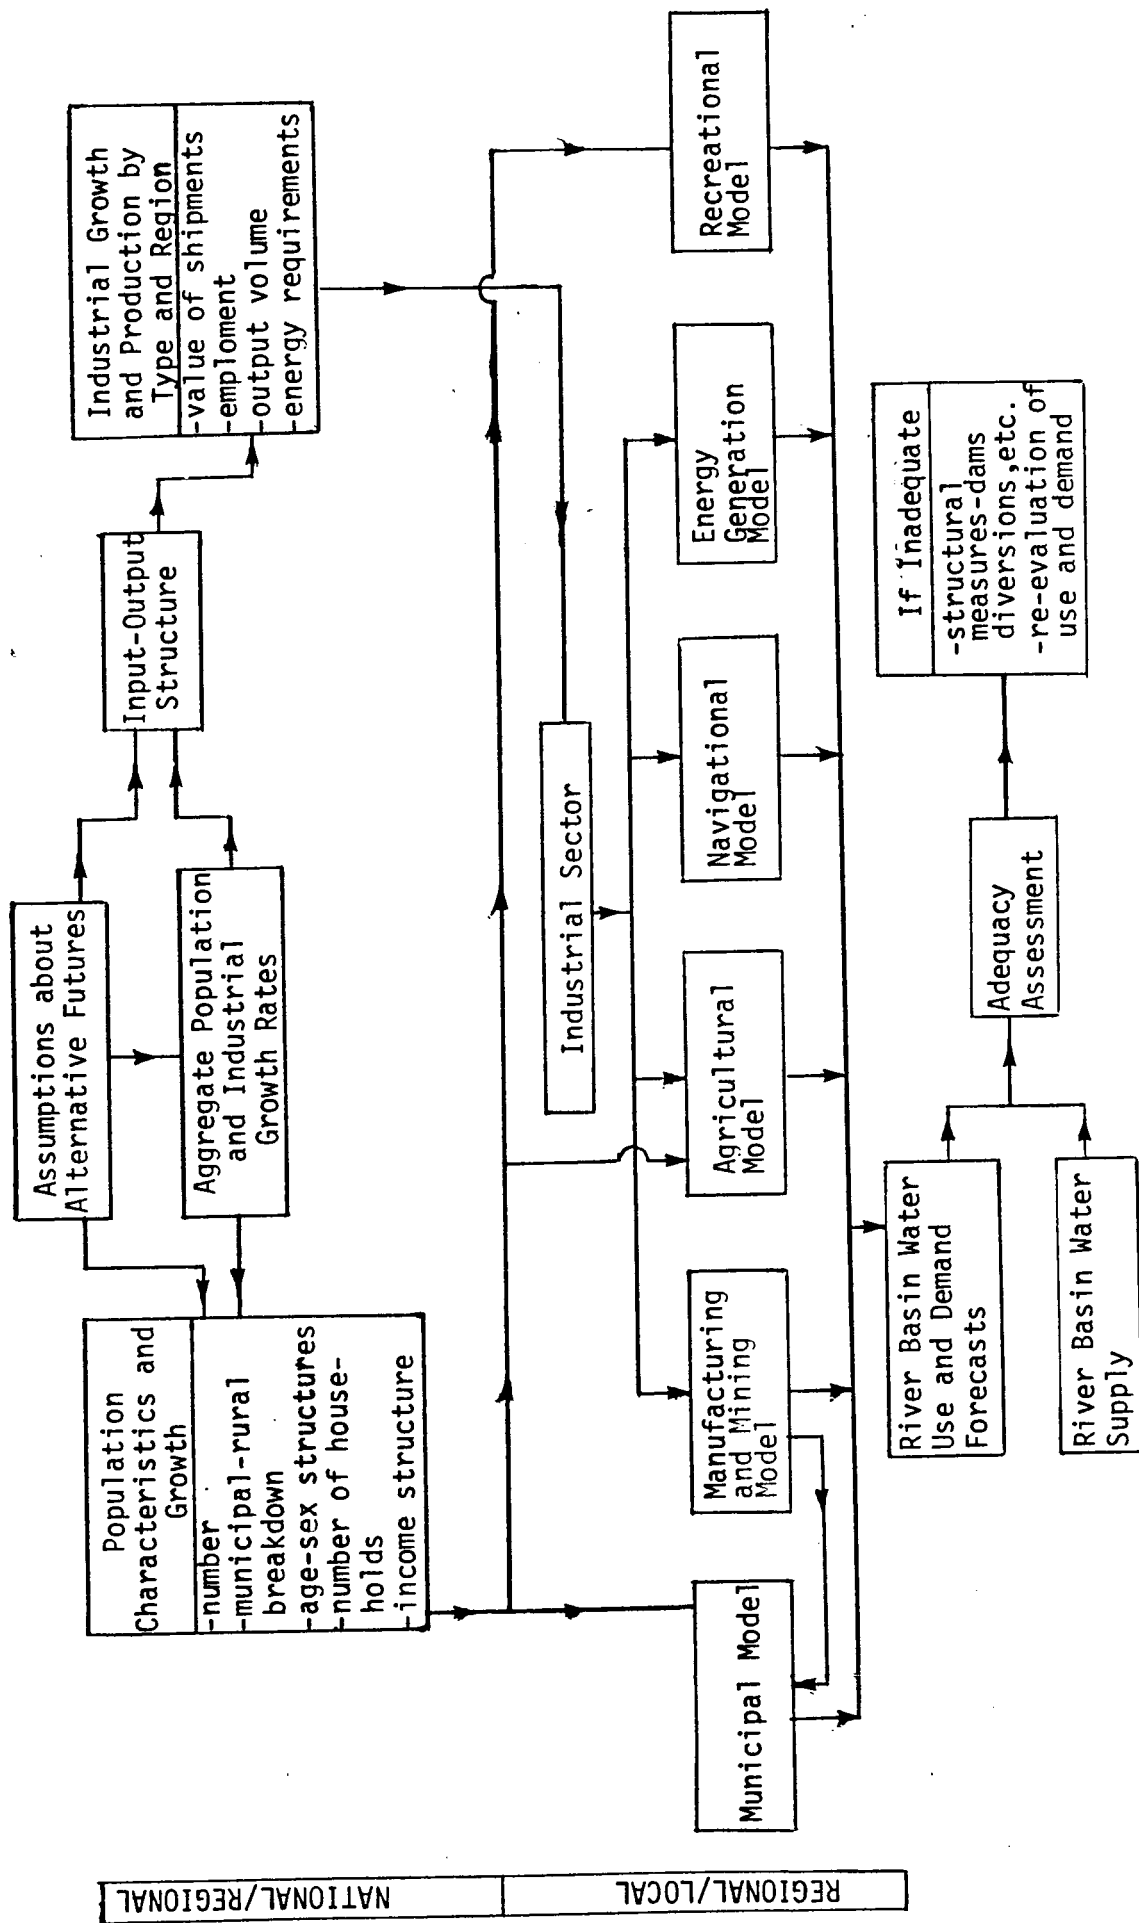 Assumptions about
Alternative Futures
Aggregate Population
and Industrial
Growth Rates
Input-Output
Structure
Population
Characteristics and
Growth
-number
-municipal-rural
breakdown
-age-sex structures
-number of house-
holds
-income structure
Industrial Growth
and Production by
Type and Region
-value of shipments
-emploment
-output volume
-energy requirements
NATIONAL/REGIONAL
REGIONAL/LOCAL
Industrial Sector
Municipal Model
Manufacturing
and Mining
Model
Agricultural
Model
Navigational
Model
Energy
Generation
Model
Recreational
Model
River Basin Water
Use and Demand
Forecasts
River Basin Water
Supply
Adequacy
Assessment
If Inadequate
-structural
measures-dams
diversions,etc.
-re-evaluation of
use and demand